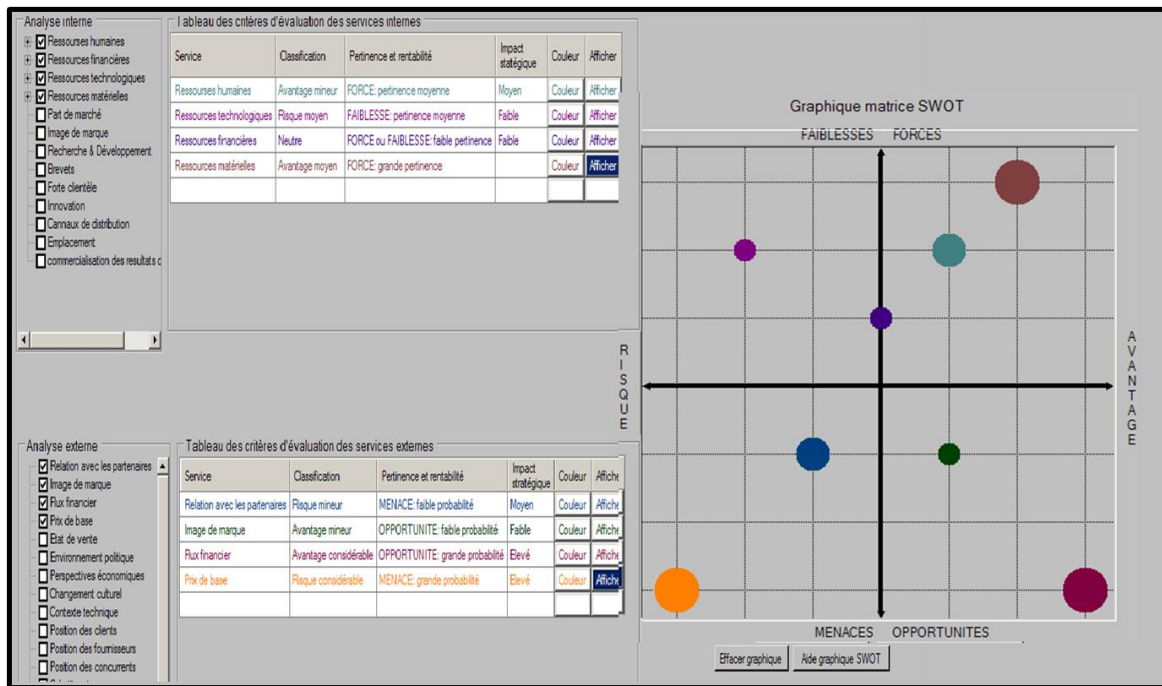 Analyse interne
Ressourses humaines
Ressources financières
Ressources technologiques
Ressources matérielles
Part de marché
Image de marque
Recherche & Développement
Brevets
Forte clientèle
Innovation
Cannaux de distribution
Emplacement
commercialisation des resultats
Tableau des critères d'évaluation des services internes
Service Classification Pertinence et rentabilité Impact statégique Couleur Afficher
Ressourses humaines Avantage mineur FORCE: pertinence moyenne Moyen Couleur Afficher
Ressources technologiques Risque moyen FAIBLESSE: pertinence moyenne Faible Couleur Afficher
Ressources financières Neutre FORCE ou FAIBLESSE: faible pertinence Faible Couleur Afficher
Ressources matérielles Avantage moyen FORCE: grande pertinence Couleur Afficher
Analyse externe
Relation avec les partenaires
Image de marque
Flux financier
Prix de base
Etat de vente
Environnement politique
Perspectives économiques
Changement culturel
Contexte technique
Position des clients
Position des fournisseurs
Position des concurrents
Tableau des critères d'évaluation des services externes
Service Classification Pertinence et rentabilité Impact stratégique Couleur Affiche
Relation avec les partenaires Risque mineur MENACE: faible probabilité Moyen Couleur Affiche
Image de marque Avantage mineur OPPORTUNITE: faible probabilité Fable Couleur Affiche
Flux financier Avantage considérable OPPORTUNITE: grande probabilité Elevé Couleur Affiche
Prix de base Risque considérable MENACE: grande probabilité Elevé Couleur Affiche
Graphique matrice SWOT
FAIBLESSES FORCES
RISQUE
AVANTAGE
MENACES OPPORTUNITES
Effacer graphique Aide graphique SWOT